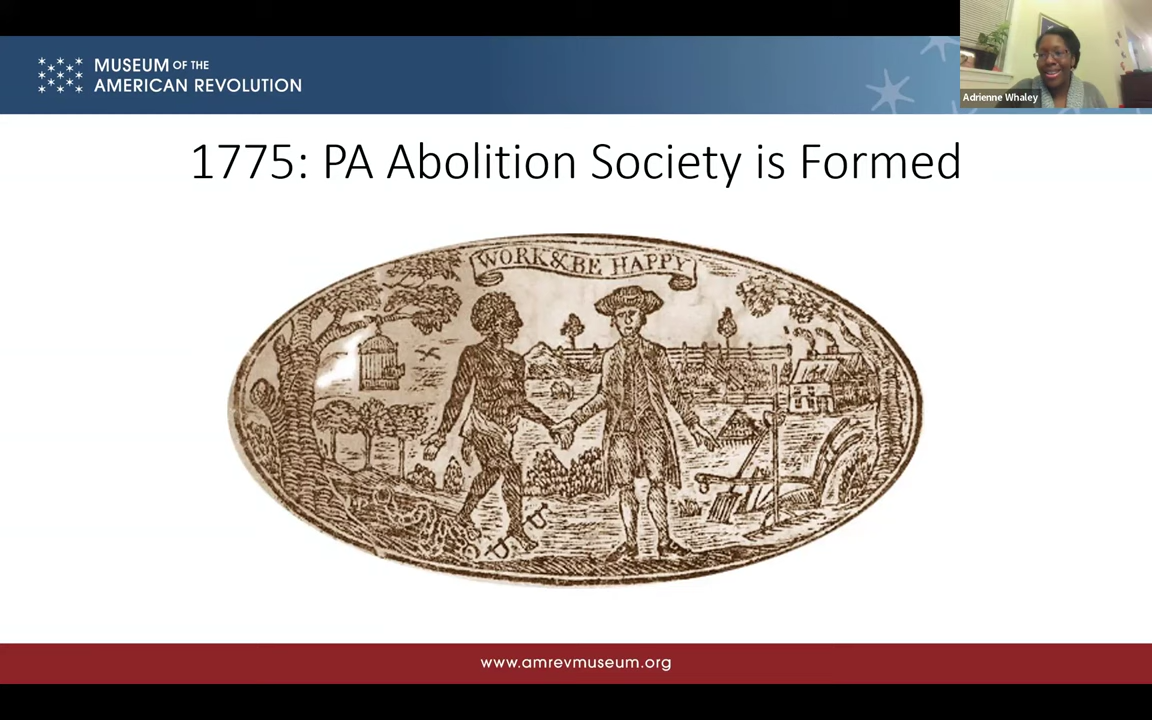 MUSEUM OF THE
AMERICAN REVOLUTION
Adrienne Whaley
1775: PA Abolition Society is Formed
WORK & BE HAPPY
www.amrevmuseum.org